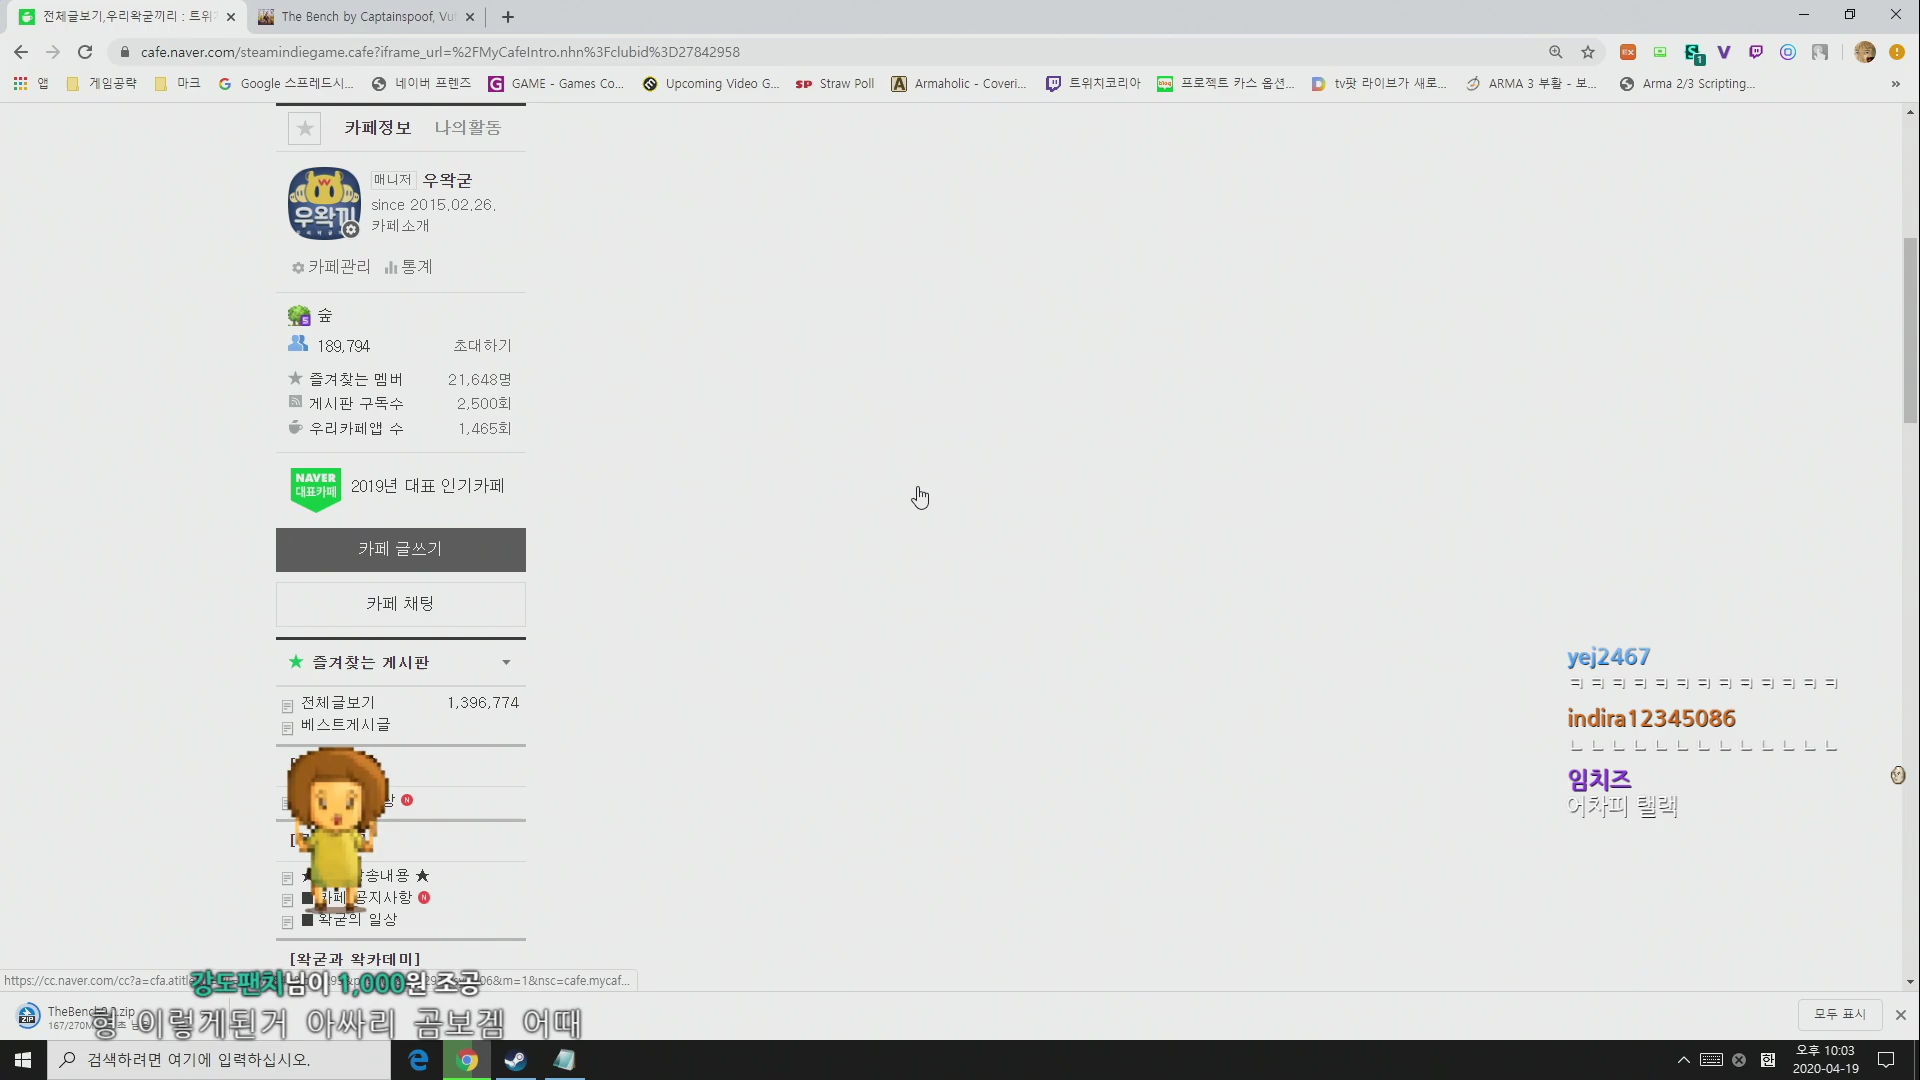 전체글보기,우리왁굳끼리 : 트위
The Bench by Captainspoof, Vul
cafe.naver.com/steamindiegame.cafe?iframe_url=%2FMyCafeIntro.nhn%3Fclubid%3D27842958
앱 게임공략 마크 Google 스프레드시... 네이버 프렌즈 GAME - Games Co... Upcoming Video G... Straw Poll Armaholic - Coveri... 트위치코리아 프로젝트 카스 옵션... tv팟 라이브가 새로... ARMA 3 부활 - 보... Arma 2/3 Scripting... »
카페정보 나의활동
매니저 우왁굳
since 2015.02.26.
카페소개
우왁끼
카페관리 통계
숲
189,794 초대하기
즐겨찾는 멤버 21,648명
게시판 구독수 2,500회
우리카페앱 수 1,465회
NAVER
대표카페
2019년 대표 인기카페
카페 글쓰기
카페 채팅
즐겨찾는 게시판
전체글보기 1,396,774
베스트게시글
N
송내용 ★
■ 카페 공지사항 N
■ 왁굳의 일상
[왁굳과 왁카데미]
yej2467
ㅋㅋㅋㅋㅋㅋㅋㅋㅋㅋㅋㅋㅋ
indira12345086
ㄴㄴㄴㄴㄴㄴㄴㄴㄴㄴㄴㄴㄴ
임치즈
어차피 탤랙
강도팬치님이 1,000원 조공
형 이렇게된거 아싸리 곰보겜 어때
모두 표시
검색하려면 여기에 입력하십시오.
한
오후 10:03
2020-04-19